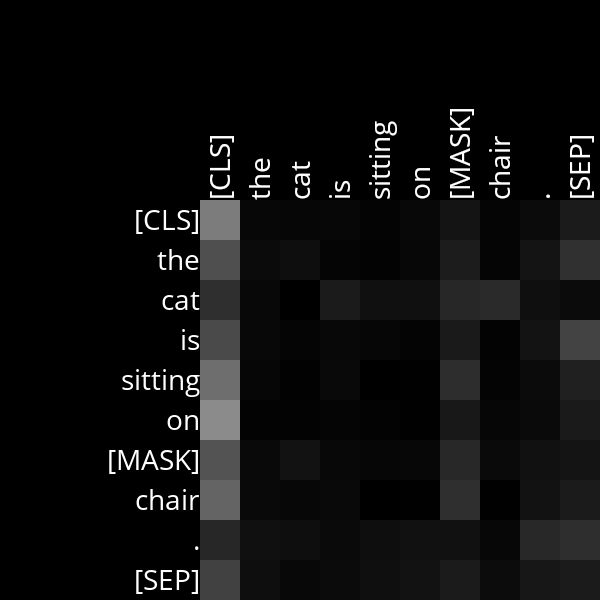 [CLS] the cat is sitting on [MASK] chair . [SEP]
[CLS]
the
cat
is
sitting
on
[MASK]
chair
.
[SEP]